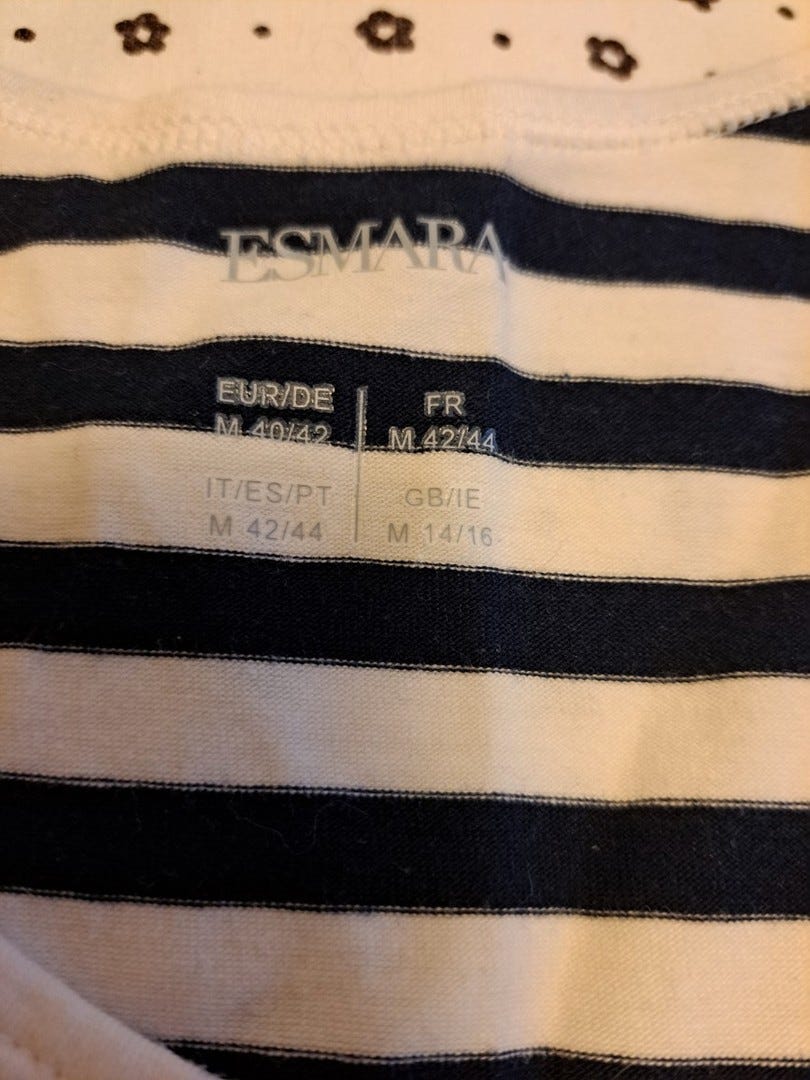 ESMARA
EUR/DE
M 40/42
FR
M 42/44
IT/ES/PT
M 42/44
GB/IE
M 14/16